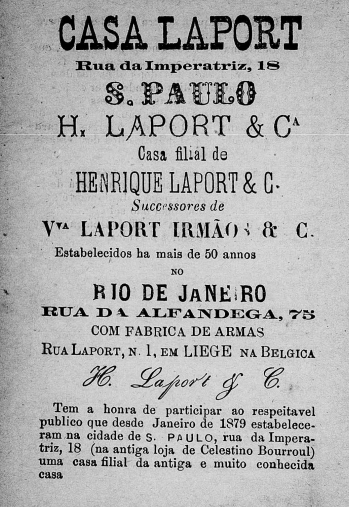 CASA LAPORT
Rua da Imperatriz, 18
S. PAULO
H. LAPORT & Cᴬ
Casa filial de
HENRIQUE LAPORT & C.
Successores de
Vᵛᴬ LAPORT IRMÃOS & C.
Estabelecidos ha mais de 50 annos
NO
RIO DE JANEIRO
RUA DA ALFANDEGA, 75
COM FABRICA DE ARMAS
RUA LAPORT, N. 1, EM LIEGE NA BELGICA
H. Laport & C.
Tem a honra de participar ao respeitavel
publico que desde Janeiro de 1879 estabelece-
ram na cidade de S. PAULO, rua da Impera-
triz, 18 (na antiga loja de Celestino Bourroul)
uma casa filial da antiga e muito conhecida
casa